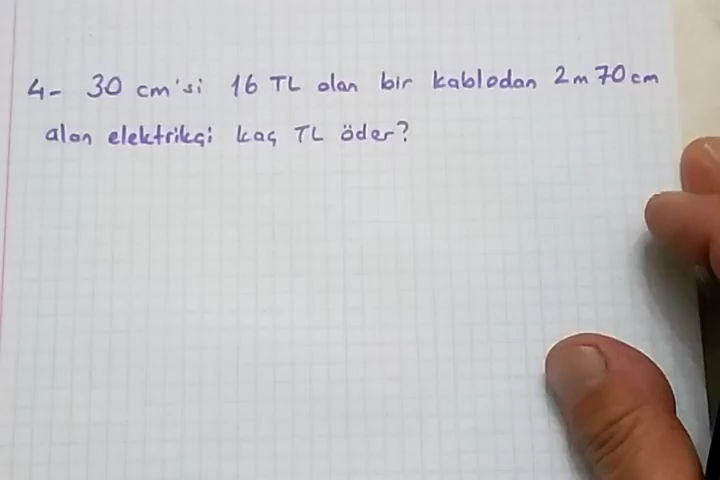 4- 30 cm'si 16 TL olan bir kablodan 2m 70cm
alan elektrikçi kaç TL öder?